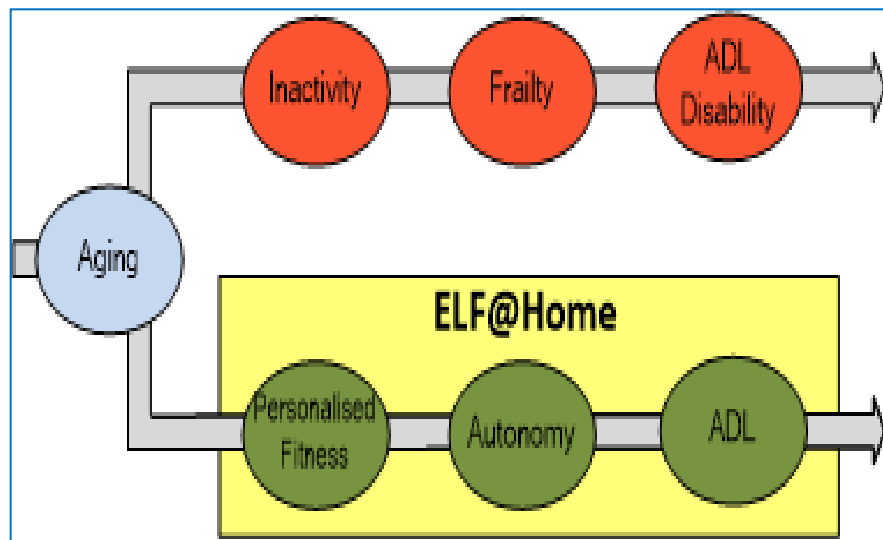 Inactivity
Frailty
ADL
Disability
Aging
ELF@Home
Personalised
Fitness
Autonomy
ADL